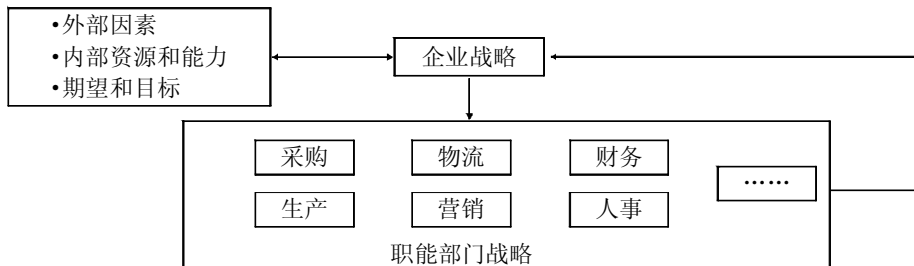 •外部因素
•内部资源和能力
•期望和目标
企业战略
采购 物流 财务
……
生产 营销 人事
职能部门战略